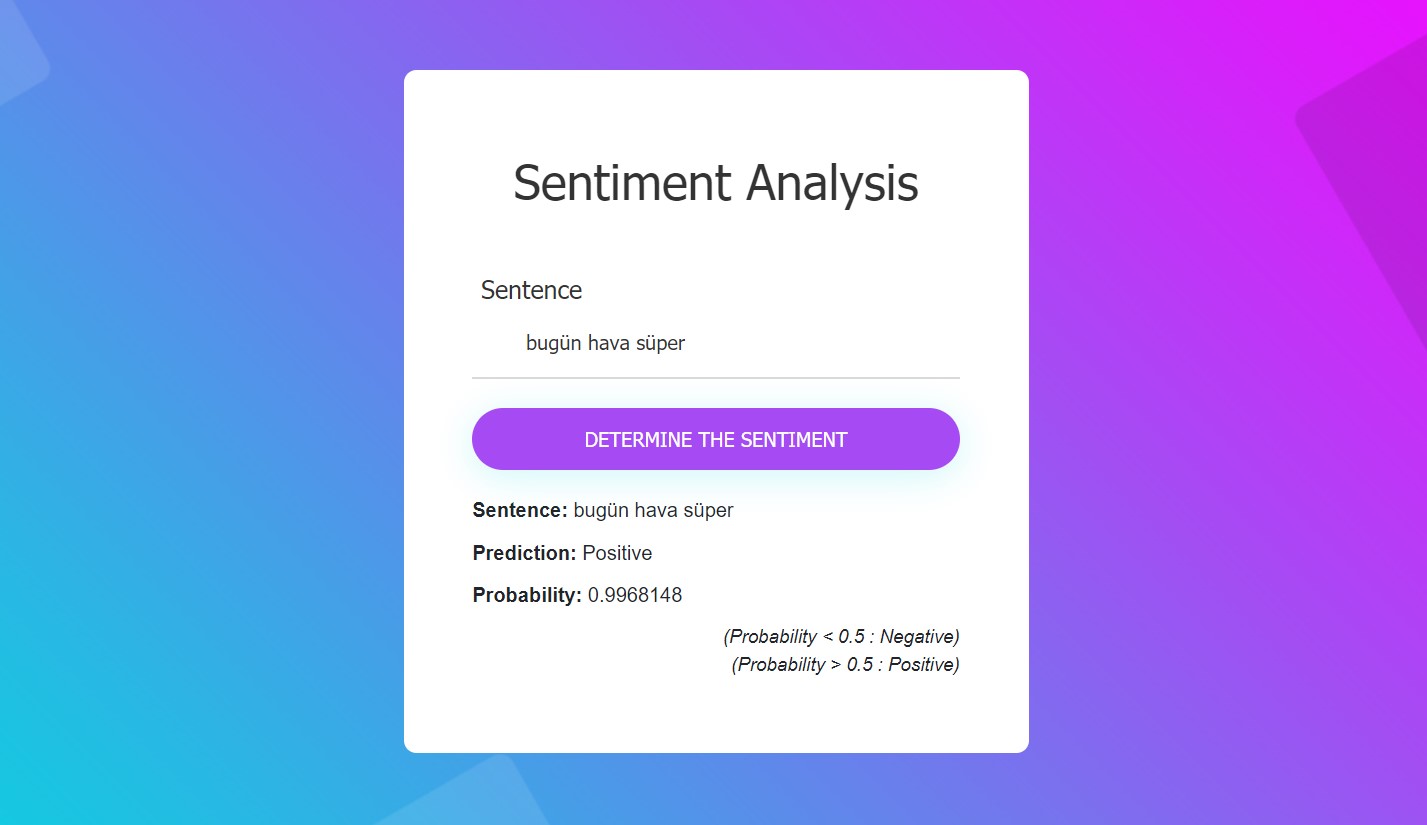 Sentiment Analysis
Sentence
bugün hava süper
DETERMINE THE SENTIMENT
Sentence: bugün hava süper
Prediction: Positive
Probability: 0.9968148
(Probability < 0.5 : Negative)
(Probability > 0.5 : Positive)